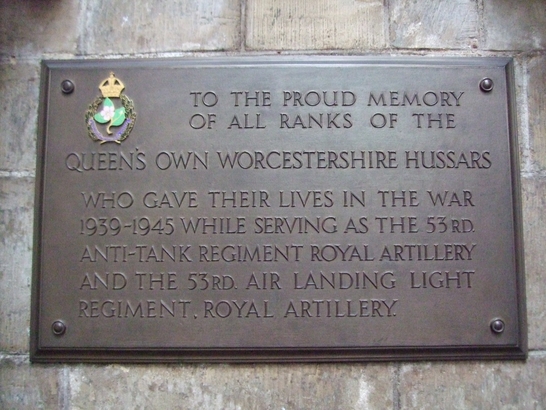 TO THE PROUD MEMORY
OF ALL RANKS OF THE
QUEEN'S OWN WORCESTERSHIRE HUSSARS
WHO GAVE THEIR LIVES IN THE WAR
1939-1945 WHILE SERVING AS THE 53RD.
ANTI-TANK REGIMENT ROYAL ARTILLERY
AND THE 53RD. AIR LANDING LIGHT
REGIMENT, ROYAL ARTILLERY.